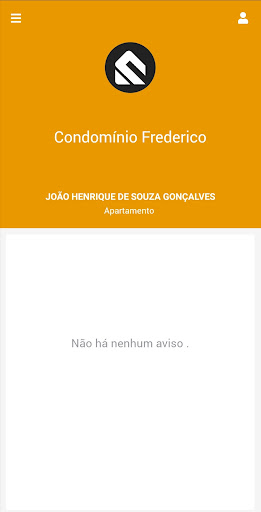 Condomínio Frederico
JOÃO HENRIQUE DE SOUZA GONÇALVES
Apartamento
Não há nenhum aviso .